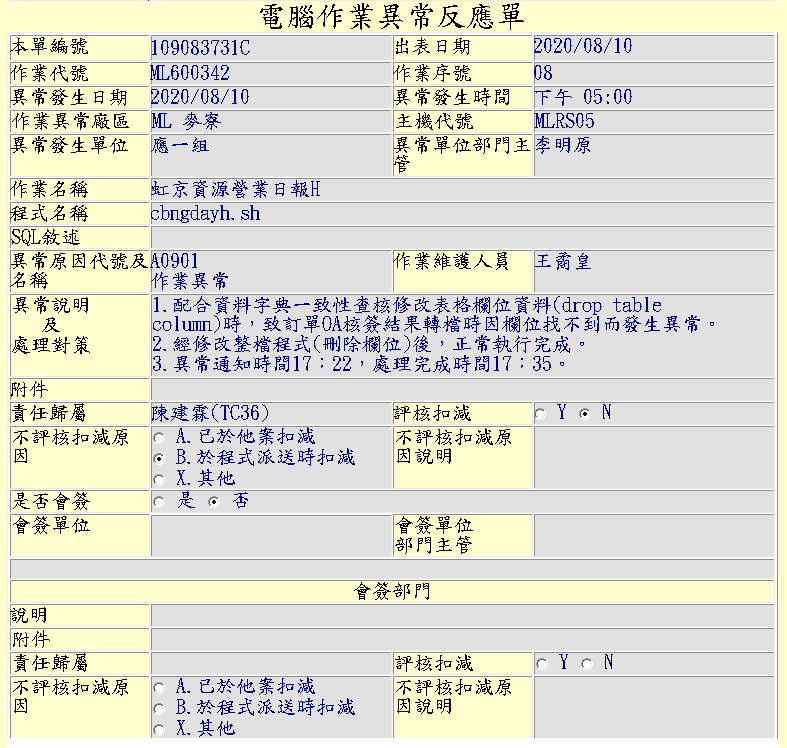 電腦作業異常反應單
本單編號 109083731C 出表日期 2020/08/10
作業代號 ML600342 作業序號 08
異常發生日期 2020/08/10 異常發生時間 下午 05:00
作業異常廠區 ML 麥寮 主機代號 MLRS05
異常發生單位 應一組 異常單位部門主管 李明原
作業名稱 虹京資源營業日報H
程式名稱 cbngdayh.sh
SQL敘述
異常原因代號及名稱 A0901 作業異常 作業維護人員 王喬皇
異常說明
及
處理對策
1.配合資料字典一致性查核修改表格欄位資料(drop table
column)時，致訂單OA核簽結果轉檔時因欄位找不到而發生異常。
2.經修改整檔程式(刪除欄位)後，正常執行完成。
3.異常通知時間17：22，處理完成時間17：35。
附件
責任歸屬 陳建霖(TC36) 評核扣減 Y N
不評核扣減原因
A.已於他案扣減
B.於程式派送時扣減
X.其他
不評核扣減原因說明
是否會簽 是 否
會簽單位 會簽單位
部門主管
會簽部門
說明
附件
責任歸屬 評核扣減 Y N
不評核扣減原因
A.已於他案扣減
B.於程式派送時扣減
X.其他
不評核扣減原因說明